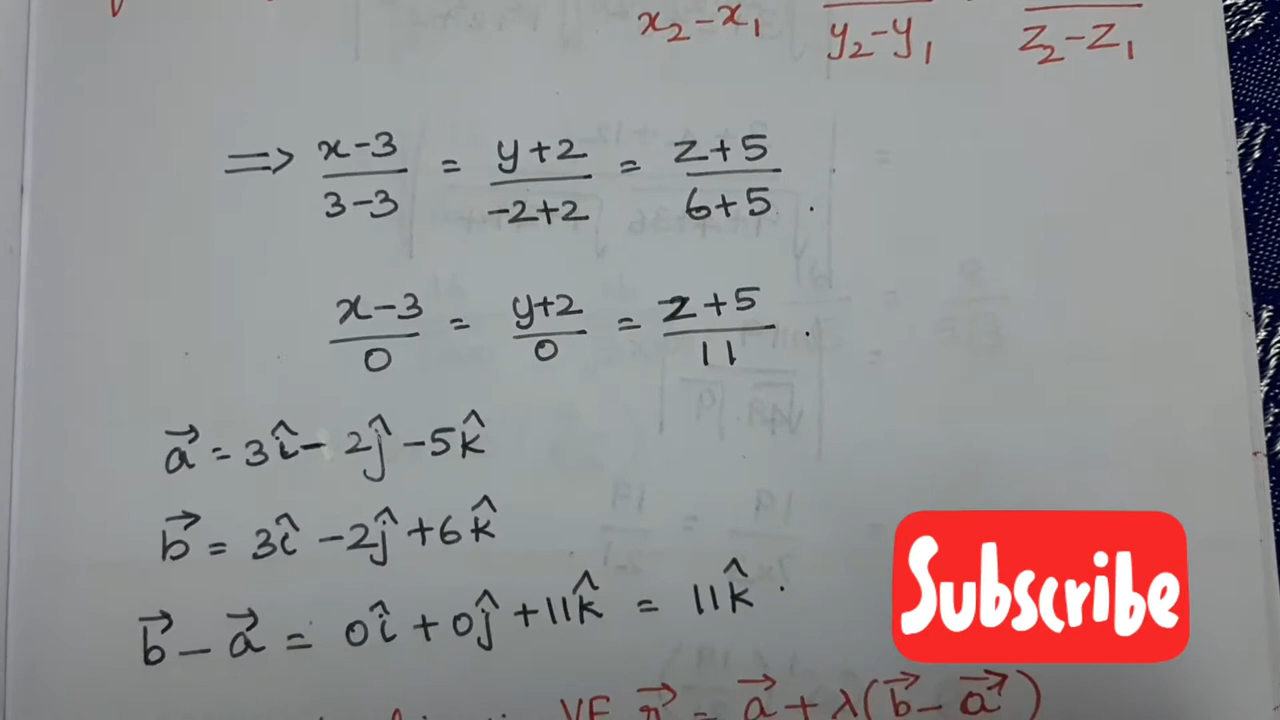 x₂-x₁ y₂-y₁ z₂-z₁
=> x-3/3-3 = y+2/-2+2 = z+5/6+5 .
x-3/0 = y+2/0 = z+5/11 .
a⃗ = 3î - 2ĵ - 5k̂
b⃗ = 3î - 2ĵ + 6k̂
b⃗ - a⃗ = 0î + 0ĵ + 11k̂ = 11k̂ .
Subscribe
VF r⃗ = a⃗ + λ(b⃗ - a⃗)